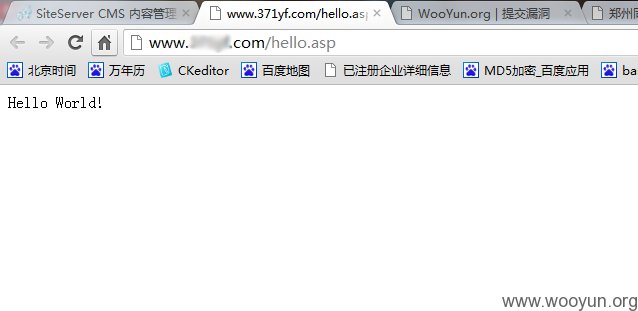 SiteServer CMS 内容管理
www.371yf.com/hello.asp
WooYun.org | 提交漏洞
郑州
www. .com/hello.asp
北京时间 万年历 CKeditor 百度地图 已注册企业详细信息 MD5加密_百度应用 ba
Hello World!
www.wooyun.org